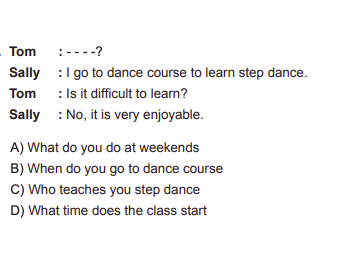 Tom : - - - -?
Sally : I go to dance course to learn step dance.
Tom : Is it difficult to learn?
Sally : No, it is very enjoyable.
A) What do you do at weekends
B) When do you go to dance course
C) Who teaches you step dance
D) What time does the class start